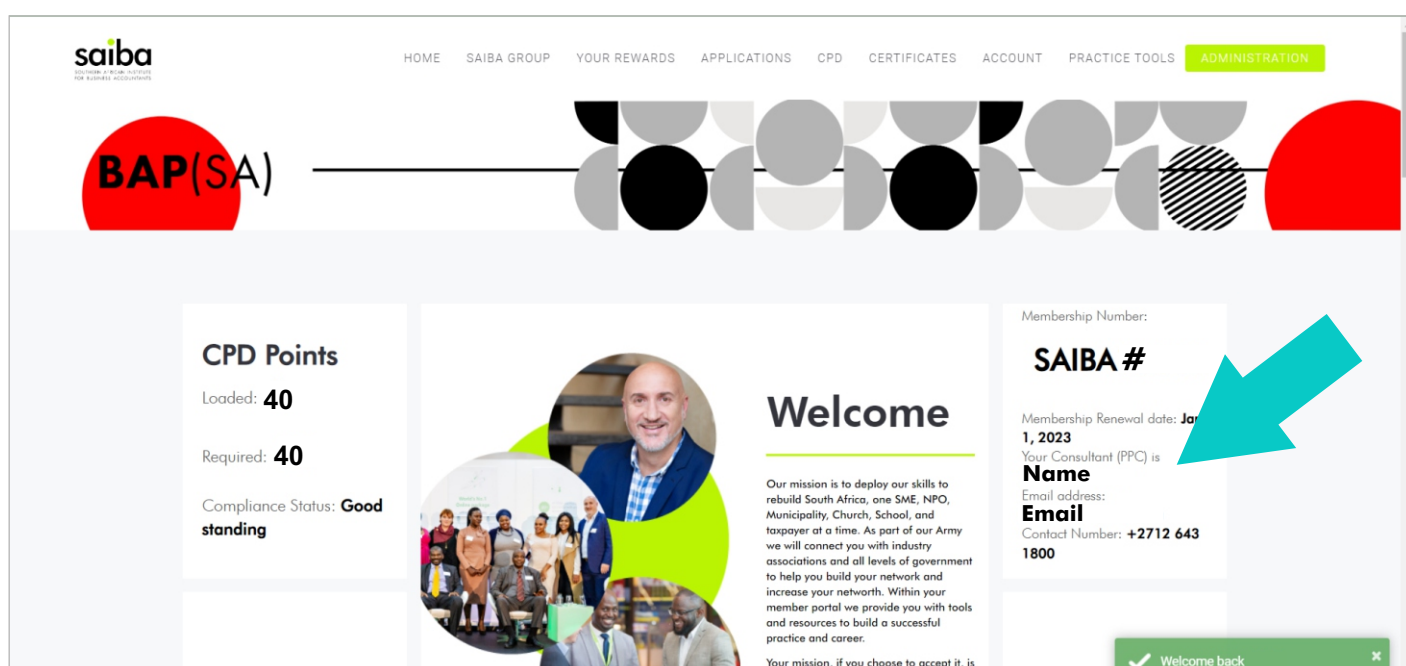 saiba
SOUTHERN AFRICAN INSTITUTE
FOR BUSINESS ACCOUNTANTS
HOME SAIBA GROUP YOUR REWARDS APPLICATIONS CPD CERTIFICATES ACCOUNT PRACTICE TOOLS ADMINISTRATION
BAP(SA)
CPD Points
Loaded: 40
Required: 40
Compliance Status: Good
standing
Welcome
Our mission is to deploy our skills to
rebuild South Africa, one SME, NPO,
Municipality, Church, School, and
taxpayer at a time. As part of our Army
we will connect you with industry
associations and all levels of government
to help you build your network and
increase your networth. Within your
member portal we provide you with tools
and resources to build a successful
practice and career.
Your mission, if you choose to accept it, is
Membership Number:
SAIBA #
Membership Renewal date: Jan
1, 2023
Your Consultant (PPC) is
Name
Email address:
Email
Contact Number: +2712 643
1800
Welcome back